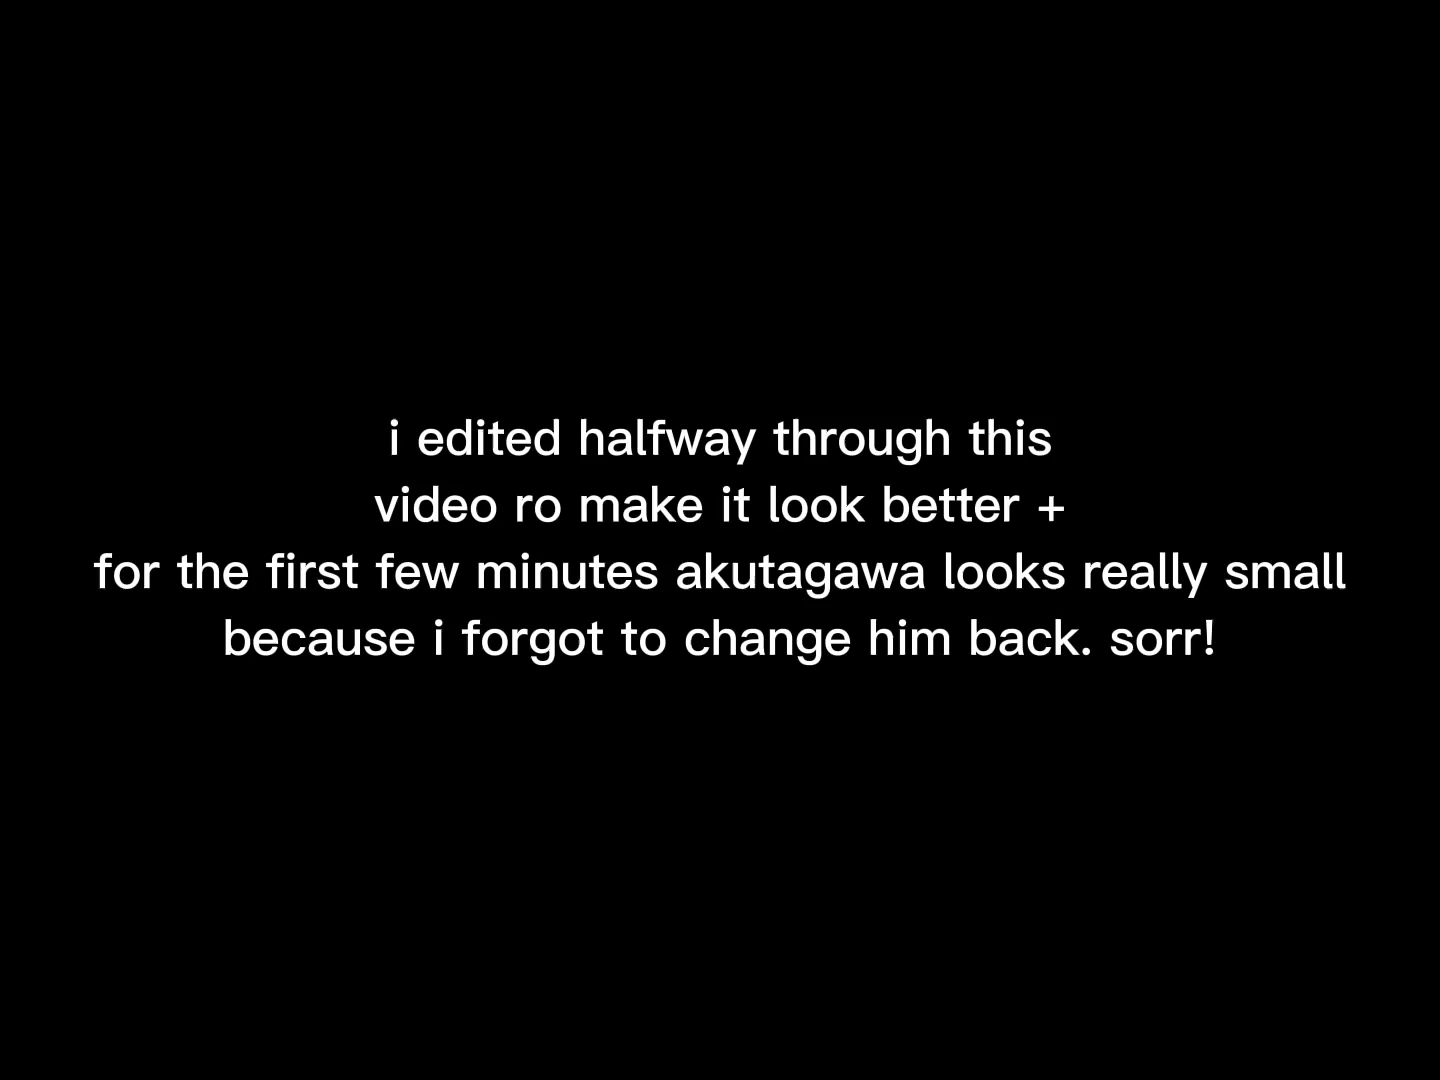 i edited halfway through this
video ro make it look better +
for the first few minutes akutagawa looks really small
because i forgot to change him back. sorr!